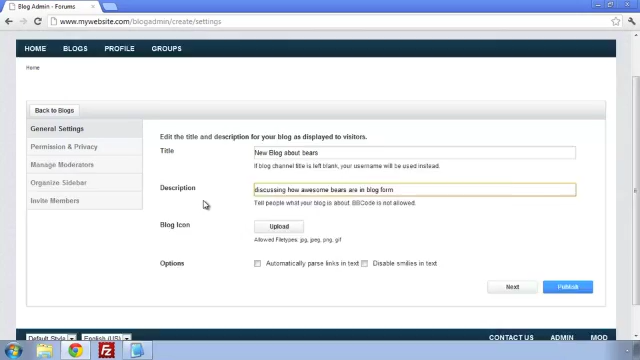 Blog Admin - Forums
www.mywebsite.com/blogadmin/create/settings
HOME BLOGS PROFILE GROUPS
Home
Back to Blogs
General Settings
Permission & Privacy
Manage Moderators
Organize Sidebar
Invite Members
Edit the title and description for your blog as displayed to visitors.
Title New Blog about bears
If blog channel title is left blank, your username will be used instead.
Description discussing how awesome bears are in blog form
Tell people what your blog is about. BBCode is not allowed.
Blog Icon Upload
Allowed Filetypes: jpg, jpeg, png, gif
Options Automatically parse links in text Disable smilies in text
Next Publish
Default Style English (US) CONTACT US ADMIN MOD